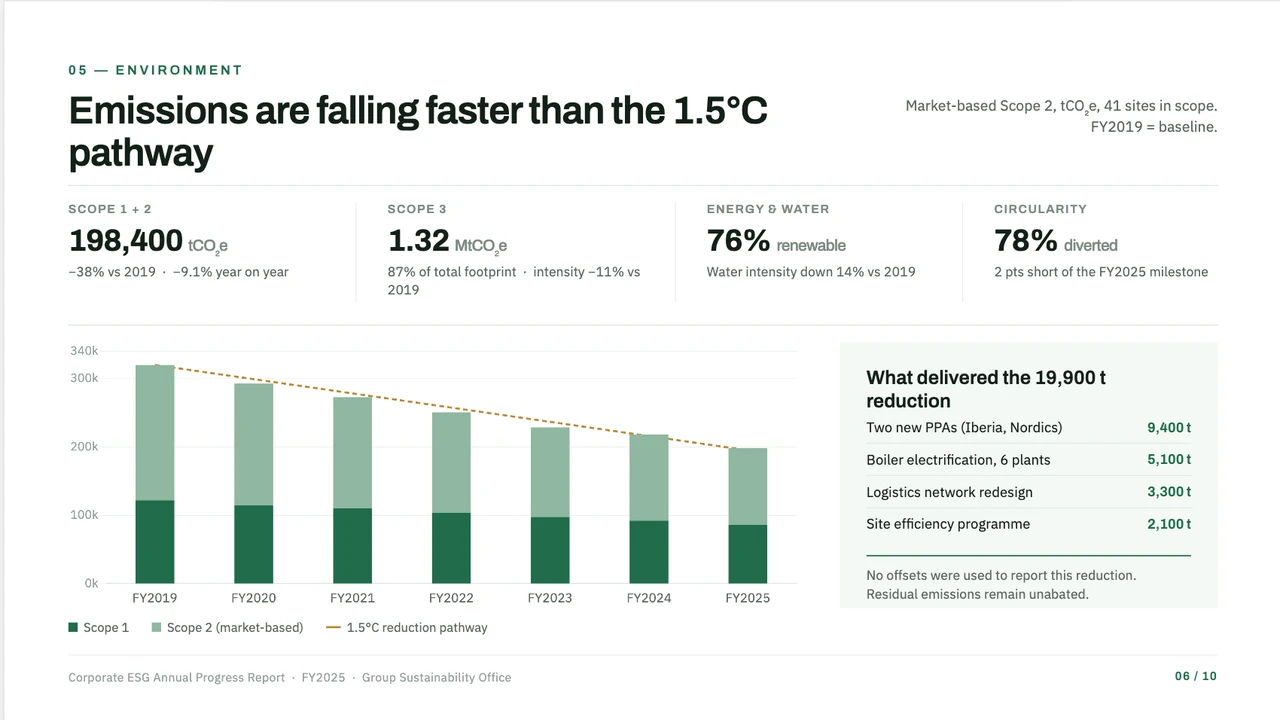 05 — ENVIRONMENT
Emissions are falling faster than the 1.5°C
pathway
Market-based Scope 2, tCO₂e, 41 sites in scope.
FY2019 = baseline.
SCOPE 1 + 2
198,400 tCO₂e
−38% vs 2019 · −9.1% year on year
SCOPE 3
1.32 MtCO₂e
87% of total footprint · intensity −11% vs
2019
ENERGY & WATER
76% renewable
Water intensity down 14% vs 2019
CIRCULARITY
78% diverted
2 pts short of the FY2025 milestone
340k
300k
200k
100k
0k
FY2019
FY2020
FY2021
FY2022
FY2023
FY2024
FY2025
Scope 1
Scope 2 (market-based)
1.5°C reduction pathway
What delivered the 19,900 t
reduction
Two new PPAs (Iberia, Nordics) 9,400 t
Boiler electrification, 6 plants 5,100 t
Logistics network redesign 3,300 t
Site efficiency programme 2,100 t
No offsets were used to report this reduction.
Residual emissions remain unabated.
Corporate ESG Annual Progress Report · FY2025 · Group Sustainability Office
06 / 10